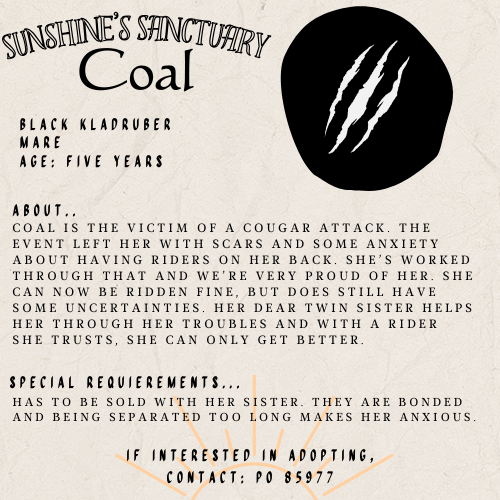 SUNSHINE'S SANCTUARY
Coal
BLACK KLADRUBER
MARE
AGE: FIVE YEARS
ABOUT..
COAL IS THE VICTIM OF A COUGAR ATTACK. THE
EVENT LEFT HER WITH SCARS AND SOME ANXIETY
ABOUT HAVING RIDERS ON HER BACK. SHE'S WORKED
THROUGH THAT AND WE'RE VERY PROUD OF HER. SHE
CAN NOW BE RIDDEN FINE, BUT DOES STILL HAVE
SOME UNCERTAINTIES. HER DEAR TWIN SISTER HELPS
HER THROUGH HER TROUBLES AND WITH A RIDER
SHE TRUSTS, SHE CAN ONLY GET BETTER.
SPECIAL REQUIEREMENTS...
HAS TO BE SOLD WITH HER SISTER. THEY ARE BONDED
AND BEING SEPARATED TOO LONG MAKES HER ANXIOUS.
IF INTERESTED IN ADOPTING,
CONTACT: PO 85977